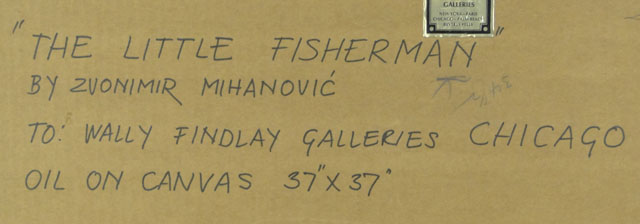 GALLERIES
"THE LITTLE FISHERMAN"
BY ZVONIMIR MIHANOVIĆ
TO: WALLY FINDLAY GALLERIES CHICAGO
OIL ON CANVAS 37"X37"